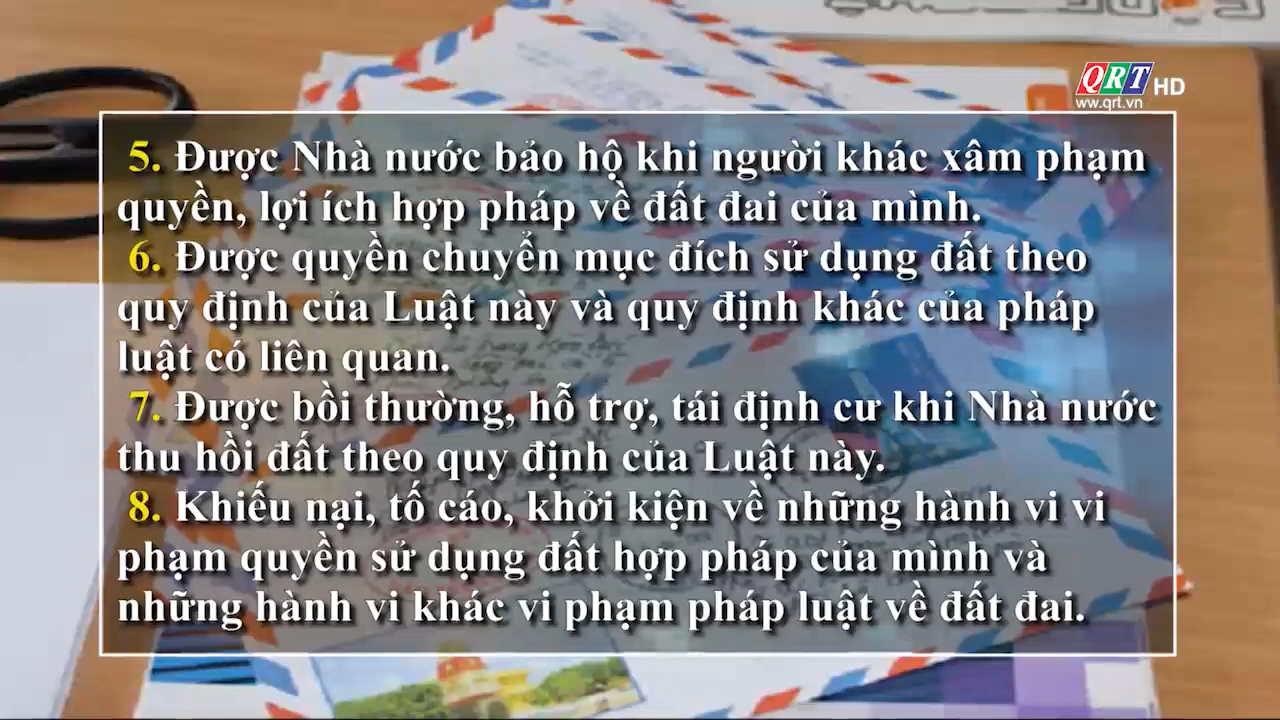 QRT HD
www.qrt.vn
5. Được Nhà nước bảo hộ khi người khác xâm phạm
quyền, lợi ích hợp pháp về đất đai của mình.
6. Được quyền chuyển mục đích sử dụng đất theo
quy định của Luật này và quy định khác của pháp
luật có liên quan.
7. Được bồi thường, hỗ trợ, tái định cư khi Nhà nước
thu hồi đất theo quy định của Luật này.
8. Khiếu nại, tố cáo, khởi kiện về những hành vi vi
phạm quyền sử dụng đất hợp pháp của mình và
những hành vi khác vi phạm pháp luật về đất đai.